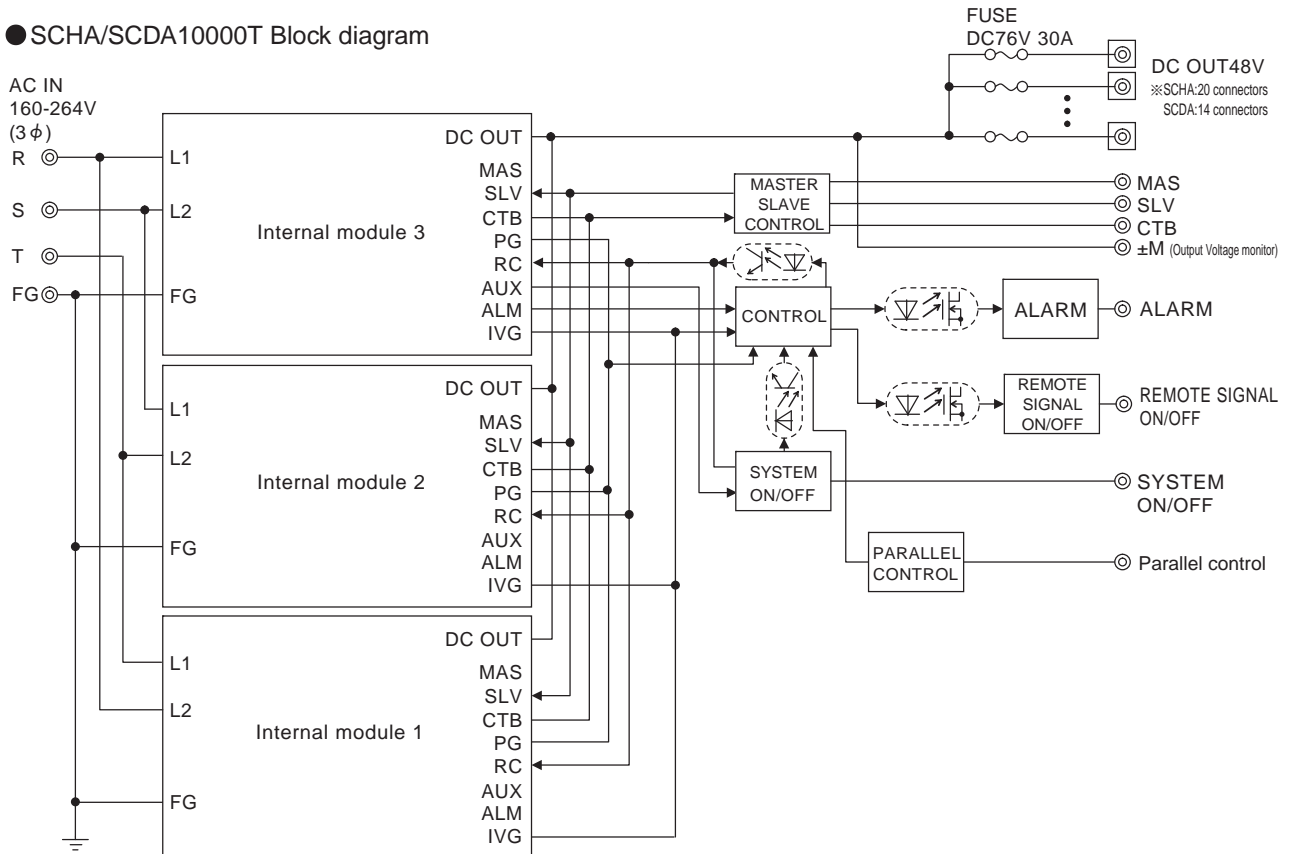 ●SCHA/SCDA10000T Block diagram
FUSE
DC76V 30A
DC OUT48V
※SCHA:20 connectors
SCDA:14 connectors
AC IN
160-264V
(3ϕ)
R
S
T
FG
L1
L2
FG
Internal module 3
DC OUT
MAS
SLV
CTB
PG
RC
AUX
ALM
IVG
MASTER
SLAVE
CONTROL
MAS
SLV
CTB
±M (Output Voltage monitor)
CONTROL
ALARM
ALARM
L1
L2
FG
Internal module 2
DC OUT
MAS
SLV
CTB
PG
RC
AUX
ALM
IVG
REMOTE
SIGNAL
ON/OFF
REMOTE SIGNAL
ON/OFF
SYSTEM
ON/OFF
SYSTEM
ON/OFF
PARALLEL
CONTROL
Parallel control
L1
L2
FG
Internal module 1
DC OUT
MAS
SLV
CTB
PG
RC
AUX
ALM
IVG